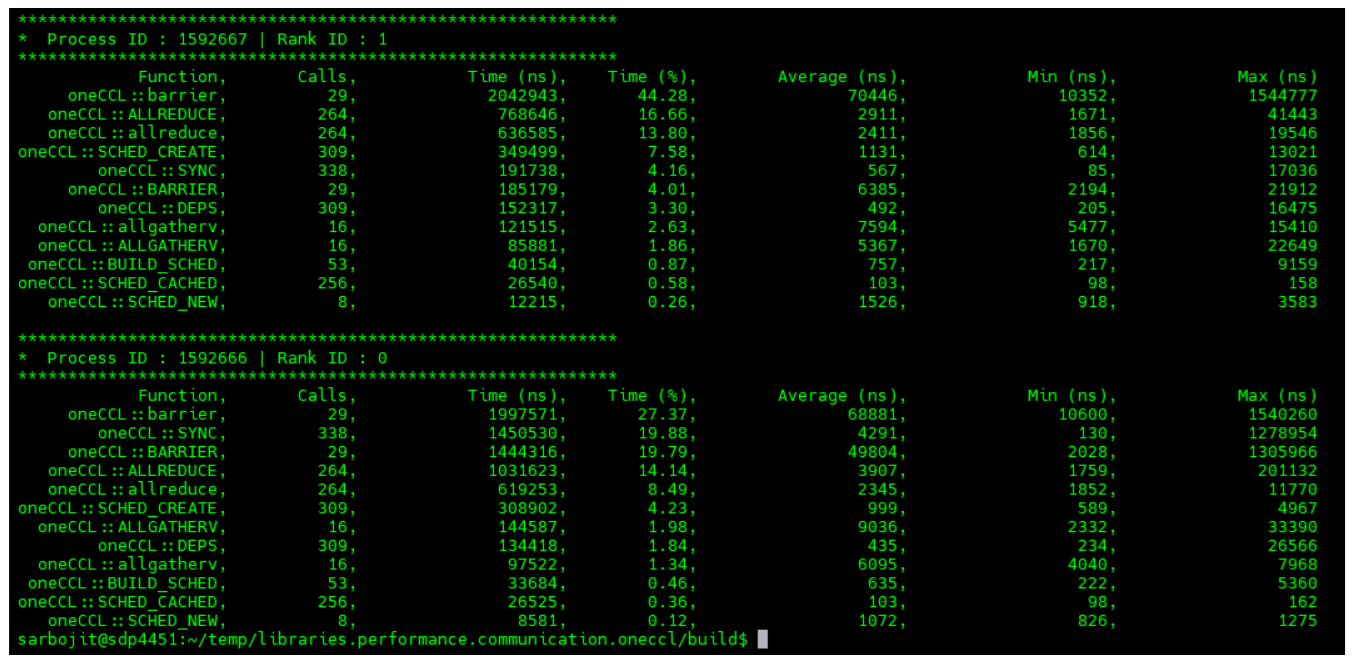 ************************************************************
*  Process ID : 1592667 | Rank ID : 1
************************************************************
            Function,       Calls,           Time (ns),    Time (%),        Average (ns),            Min (ns),            Max (ns)
     oneCCL::barrier,          29,             2042943,       44.28,               70446,               10352,             1544777
   oneCCL::ALLREDUCE,         264,              768646,       16.66,                2911,                1671,               41443
   oneCCL::allreduce,         264,              636585,       13.80,                2411,                1856,               19546
oneCCL::SCHED_CREATE,         309,              349499,        7.58,                1131,                 614,               13021
        oneCCL::SYNC,         338,              191738,        4.16,                 567,                  85,               17036
     oneCCL::BARRIER,          29,              185179,        4.01,                6385,                2194,               21912
        oneCCL::DEPS,         309,              152317,        3.30,                 492,                 205,               16475
  oneCCL::allgatherv,          16,              121515,        2.63,                7594,                5477,               15410
  oneCCL::ALLGATHERV,          16,               85881,        1.86,                5367,                1670,               22649
 oneCCL::BUILD_SCHED,          53,               40154,        0.87,                 757,                 217,                9159
oneCCL::SCHED_CACHED,         256,               26540,        0.58,                 103,                  98,                 158
   oneCCL::SCHED_NEW,           8,               12215,        0.26,                1526,                 918,                3583
************************************************************
*  Process ID : 1592666 | Rank ID : 0
************************************************************
            Function,       Calls,           Time (ns),    Time (%),        Average (ns),            Min (ns),            Max (ns)
     oneCCL::barrier,          29,             1997571,       27.37,               68881,               10600,             1540260
        oneCCL::SYNC,         338,             1450530,       19.88,                4291,                 130,             1278954
     oneCCL::BARRIER,          29,             1444316,       19.79,               49804,                2028,             1305966
   oneCCL::ALLREDUCE,         264,             1031623,       14.14,                3907,                1759,              201132
   oneCCL::allreduce,         264,              619253,        8.49,                2345,                1852,               11770
oneCCL::SCHED_CREATE,         309,              308902,        4.23,                 999,                 589,                4967
  oneCCL::ALLGATHERV,          16,              144587,        1.98,                9036,                2332,               33390
        oneCCL::DEPS,         309,              134418,        1.84,                 435,                 234,               26566
  oneCCL::allgatherv,          16,               97522,        1.34,                6095,                4040,                7968
 oneCCL::BUILD_SCHED,          53,               33684,        0.46,                 635,                 222,                5360
oneCCL::SCHED_CACHED,         256,               26525,        0.36,                 103,                  98,                 162
   oneCCL::SCHED_NEW,           8,                8581,        0.12,                1072,                 826,                1275
sarbojit@sdp4451:~/temp/libraries.performance.communication.oneccl/build$